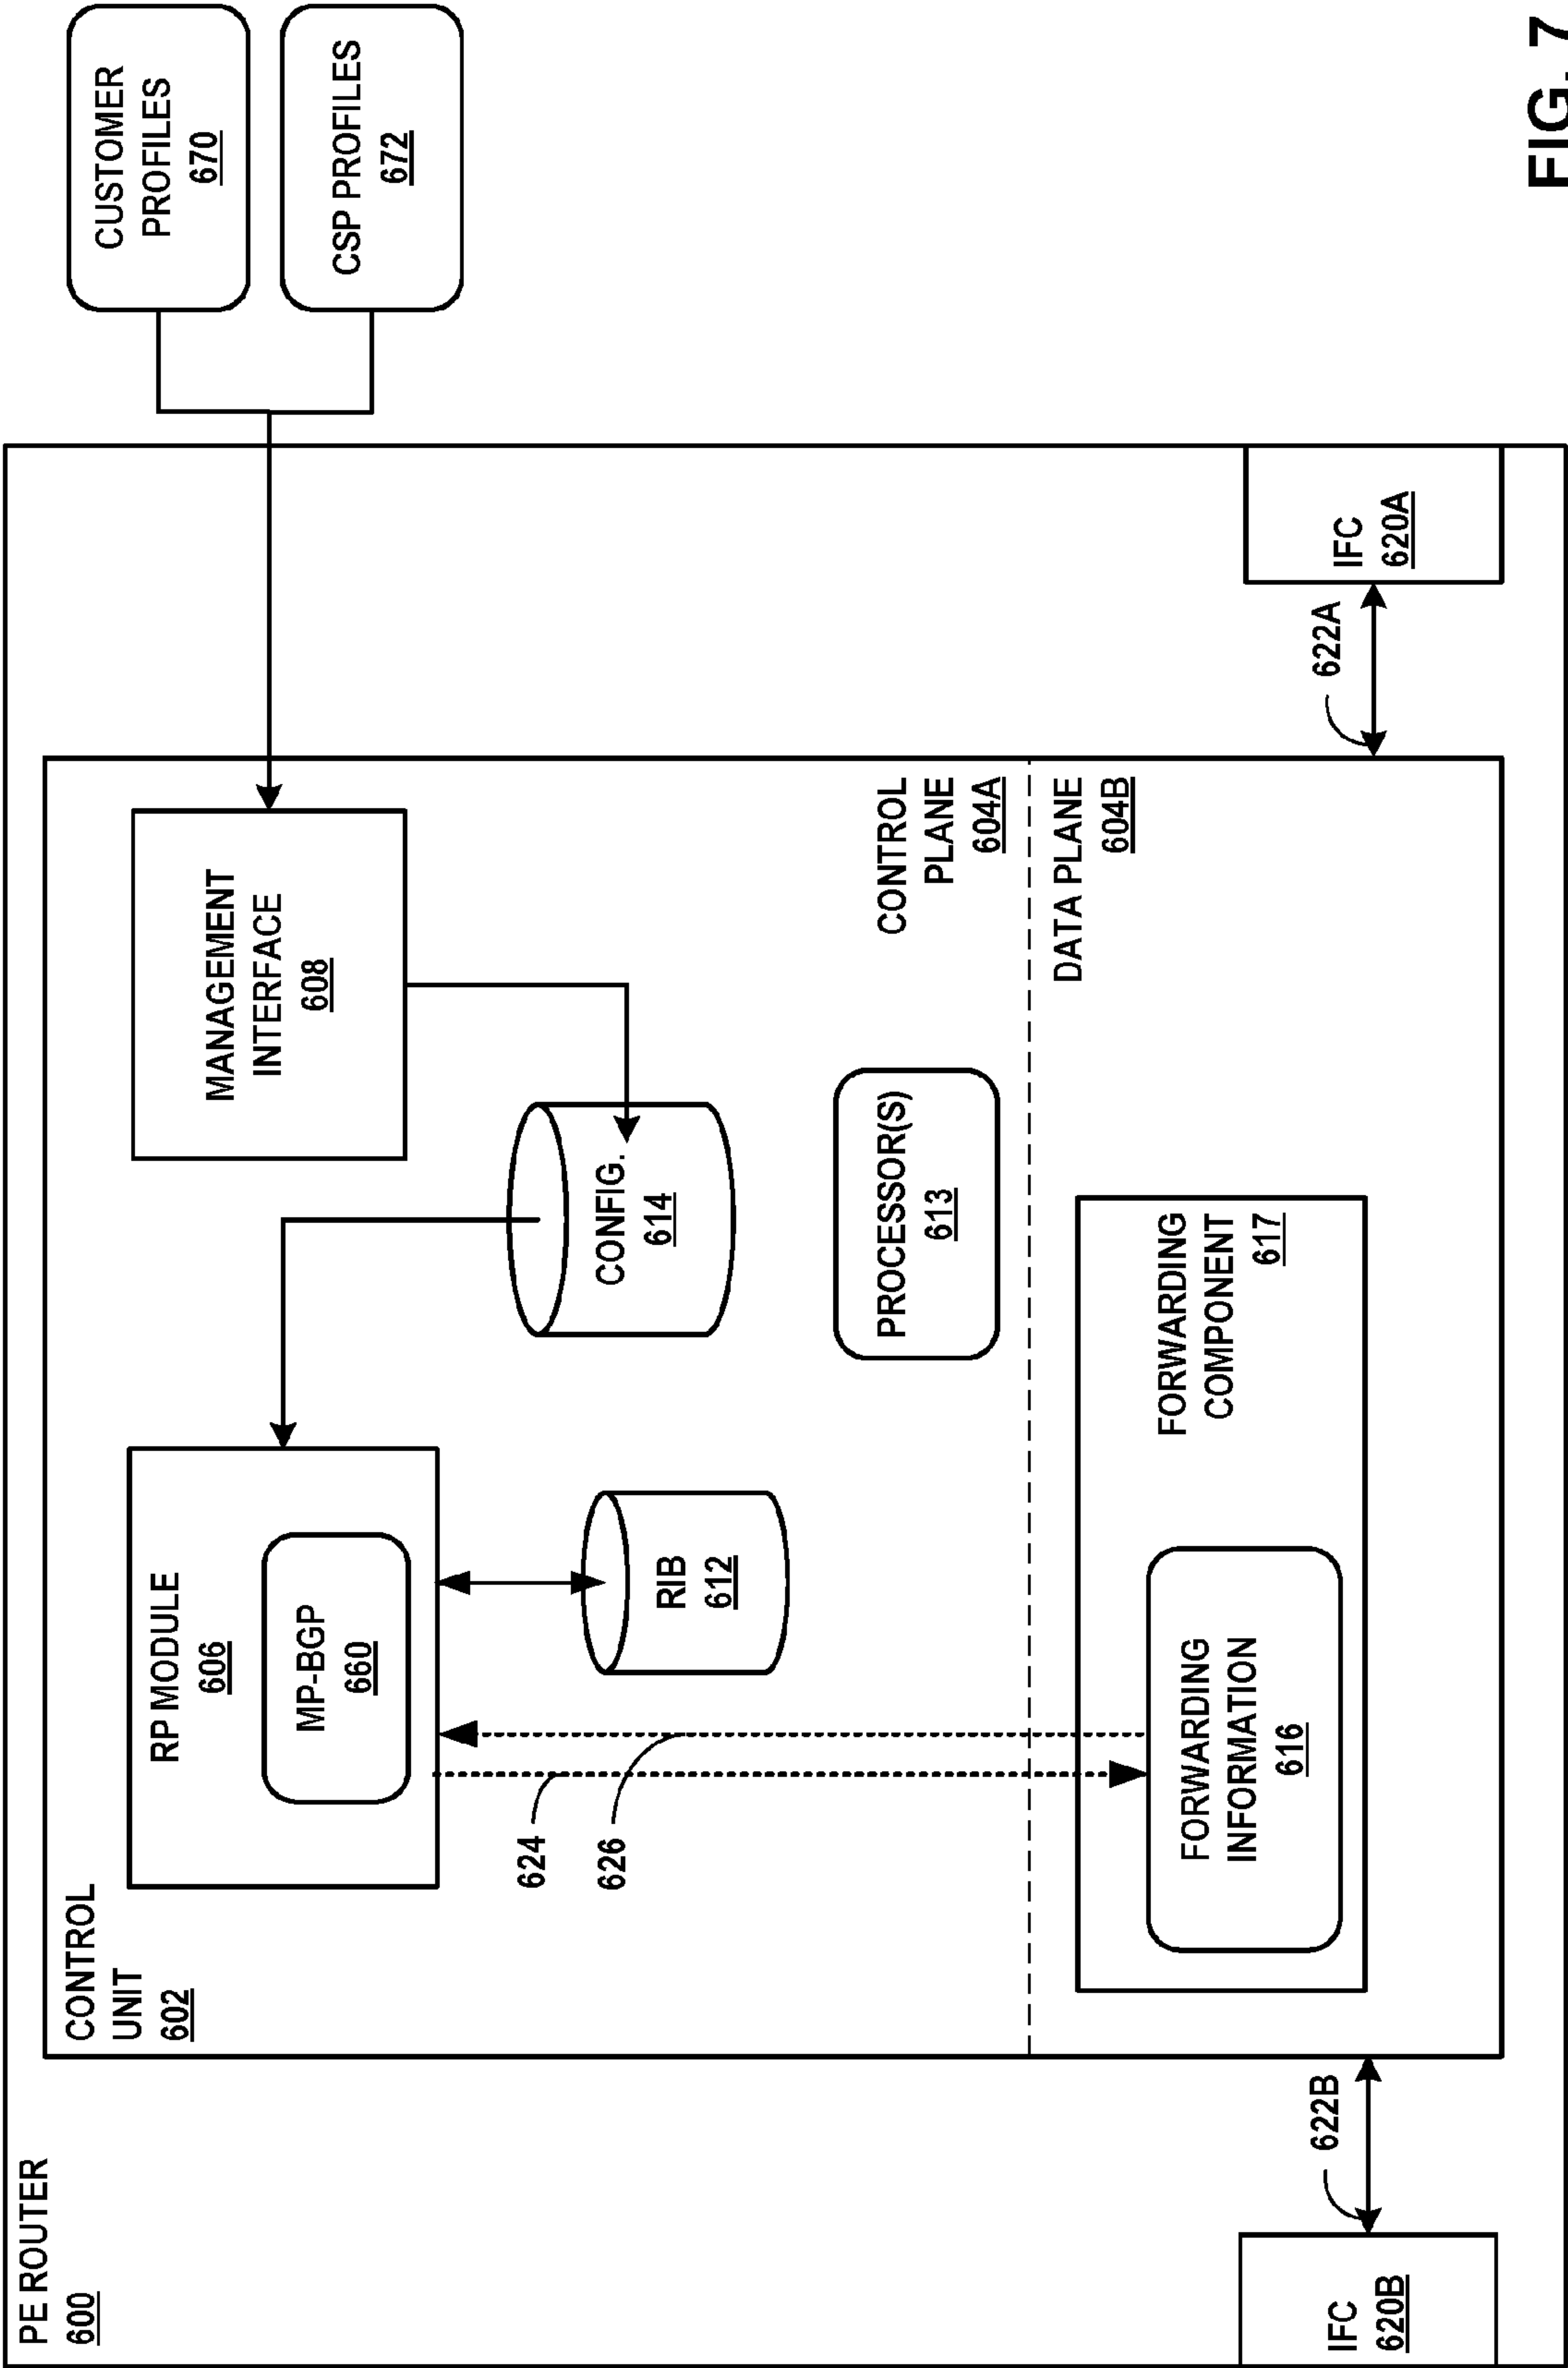 PE ROUTER
600
CONTROL
UNIT
602
RP MODULE
606
MP-BGP
660
MANAGEMENT
INTERFACE
608
CUSTOMER
PROFILES
670
CSP PROFILES
672
CONFIG.
614
RIB
612
624
626
PROCESSOR(S)
613
CONTROL
PLANE
604A
DATA PLANE
604B
FORWARDING
COMPONENT
617
FORWARDING
INFORMATION
616
622B
IFC
620B
622A
IFC
620A
FIG. 7